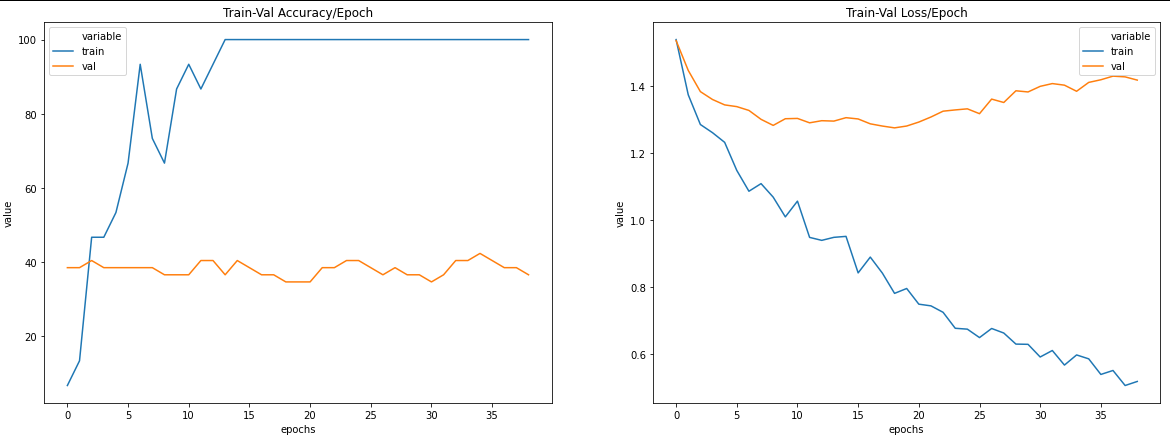 Train-Val Accuracy/Epoch
variable
train
val
100
80
60
40
20
value
0 5 10 15 20 25 30 35
epochs
Train-Val Loss/Epoch
variable
train
val
1.4
1.2
1.0
0.8
0.6
value
0 5 10 15 20 25 30 35
epochs